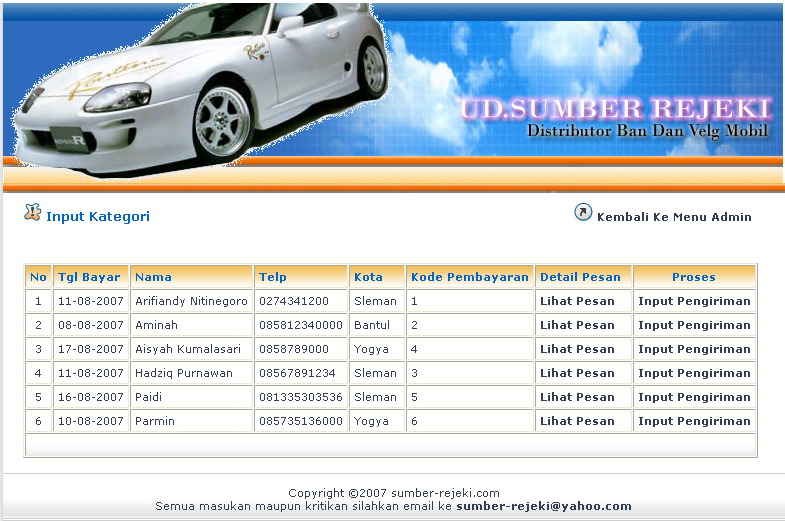 UD.SUMBER REJEKI
Distributor Ban Dan Velg Mobil
Input Kategori
Kembali Ke Menu Admin
No Tgl Bayar Nama Telp Kota Kode Pembayaran Detail Pesan Proses
1 11-08-2007 Arifiandy Nitinegoro 0274341200 Sleman 1 Lihat Pesan Input Pengiriman
2 08-08-2007 Aminah 085812340000 Bantul 2 Lihat Pesan Input Pengiriman
3 17-08-2007 Aisyah Kumalasari 0858789000 Yogya 4 Lihat Pesan Input Pengiriman
4 11-08-2007 Hadziq Purnawan 08567891234 Sleman 3 Lihat Pesan Input Pengiriman
5 16-08-2007 Paidi 081335303536 Sleman 5 Lihat Pesan Input Pengiriman
6 10-08-2007 Parmin 085735136000 Yogya 6 Lihat Pesan Input Pengiriman
Copyright ©2007 sumber-rejeki.com
Semua masukan maupun kritikan silahkan email ke sumber-rejeki@yahoo.com